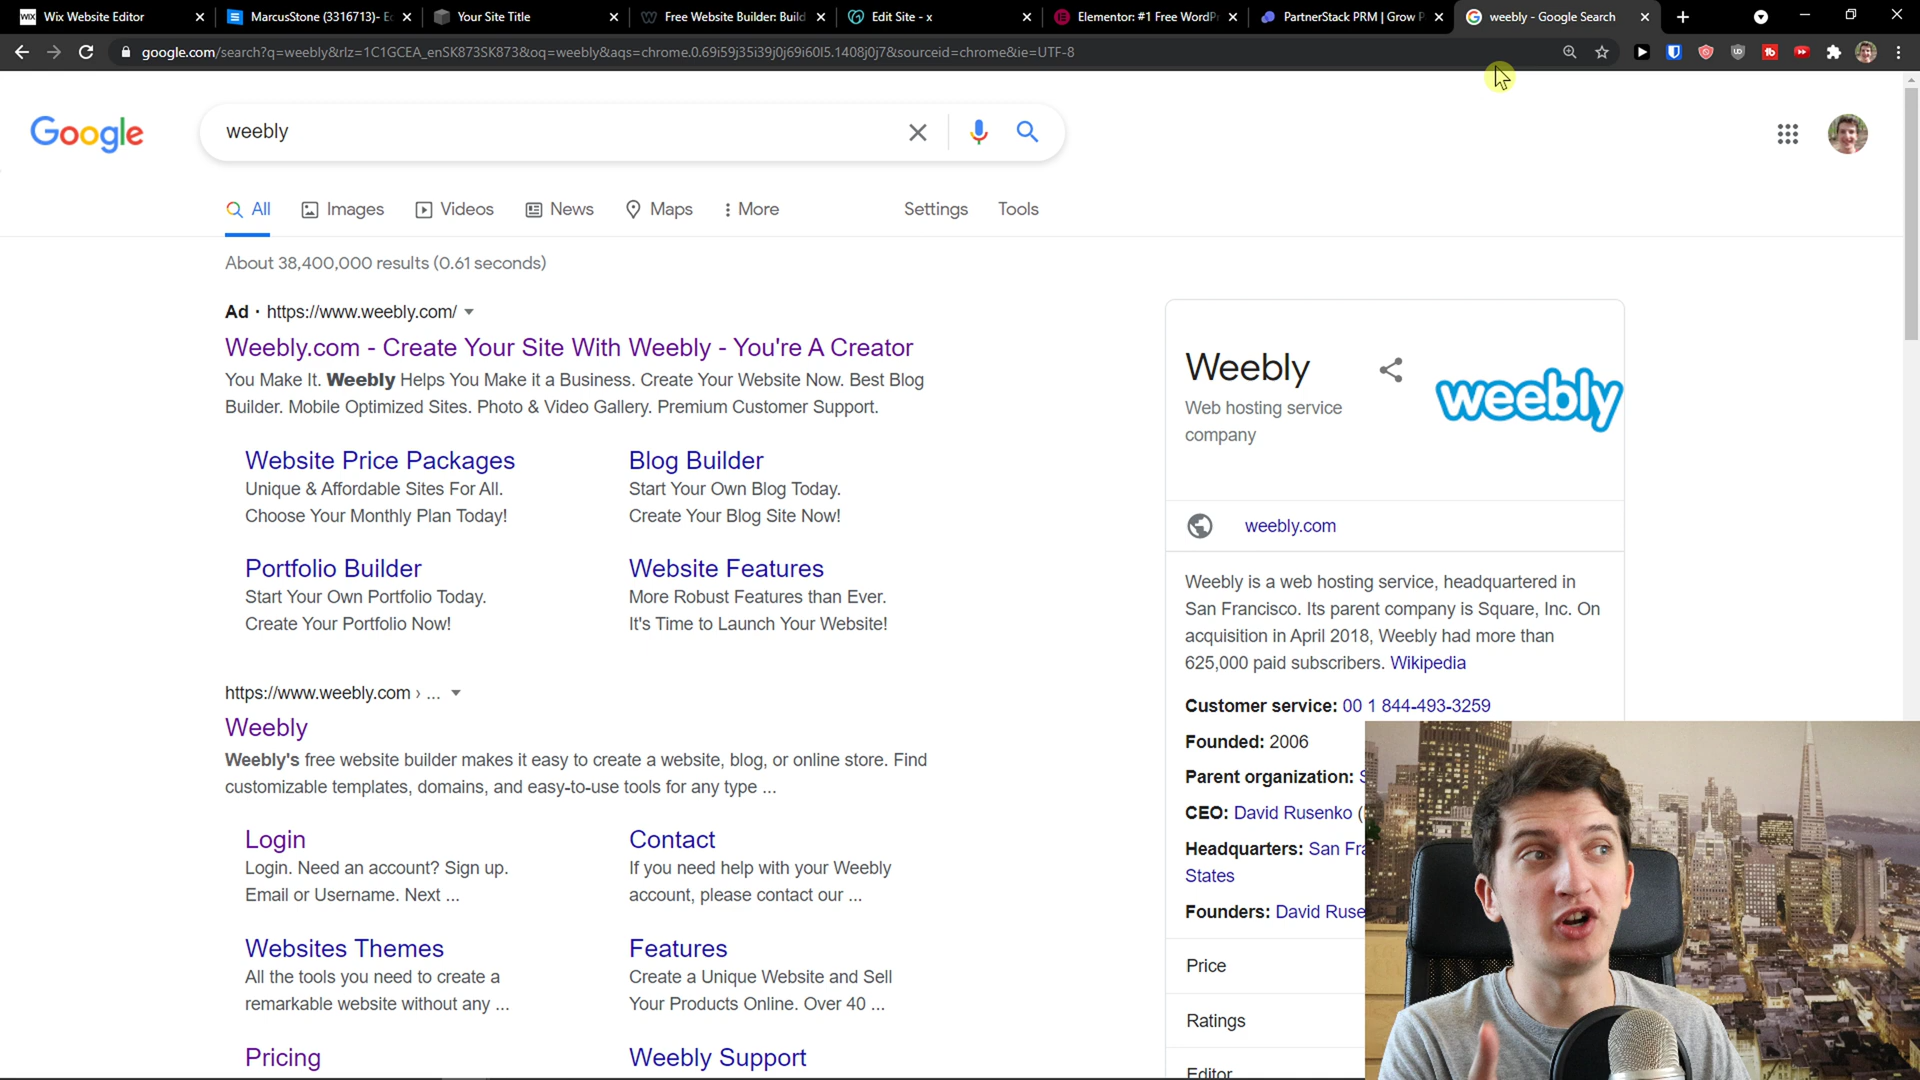 WIX Wix Website Editor
MarcusStone (3316713)- E
Your Site Title
Free Website Builder: Build
Edit Site - x
Elementor: #1 Free WordP
PartnerStack PRM | Grow P
weebly - Google Search
google.com/search?q=weebly&rlz=1C1GCEA_enSK873SK873&oq=weebly&aqs=chrome.0.69i59j35i39j0j69i60l5.1408j0j7&sourceid=chrome&ie=UTF-8
Google
weebly
All
Images
Videos
News
Maps
More
Settings
Tools
About 38,400,000 results (0.61 seconds)
Ad · https://www.weebly.com/
Weebly.com - Create Your Site With Weebly - You're A Creator
You Make It. Weebly Helps You Make it a Business. Create Your Website Now. Best Blog
Builder. Mobile Optimized Sites. Photo & Video Gallery. Premium Customer Support.
Website Price Packages
Unique & Affordable Sites For All.
Choose Your Monthly Plan Today!
Blog Builder
Start Your Own Blog Today.
Create Your Blog Site Now!
Portfolio Builder
Start Your Own Portfolio Today.
Create Your Portfolio Now!
Website Features
More Robust Features than Ever.
It's Time to Launch Your Website!
https://www.weebly.com › ...
Weebly
Weebly's free website builder makes it easy to create a website, blog, or online store. Find
customizable templates, domains, and easy-to-use tools for any type ...
Login
Login. Need an account? Sign up.
Email or Username. Next ...
Contact
If you need help with your Weebly
account, please contact our ...
Websites Themes
All the tools you need to create a
remarkable website without any ...
Features
Create a Unique Website and Sell
Your Products Online. Over 40 ...
Pricing
Weebly Support
Weebly
Web hosting service
company
weebly
weebly.com
Weebly is a web hosting service, headquartered in
San Francisco. Its parent company is Square, Inc. On
acquisition in April 2018, Weebly had more than
625,000 paid subscribers. Wikipedia
Customer service: 00 1 844-493-3259
Founded: 2006
Parent organization: S
CEO: David Rusenko (
Headquarters: San Fra
States
Founders: David Ruse
Price
Ratings
Editor